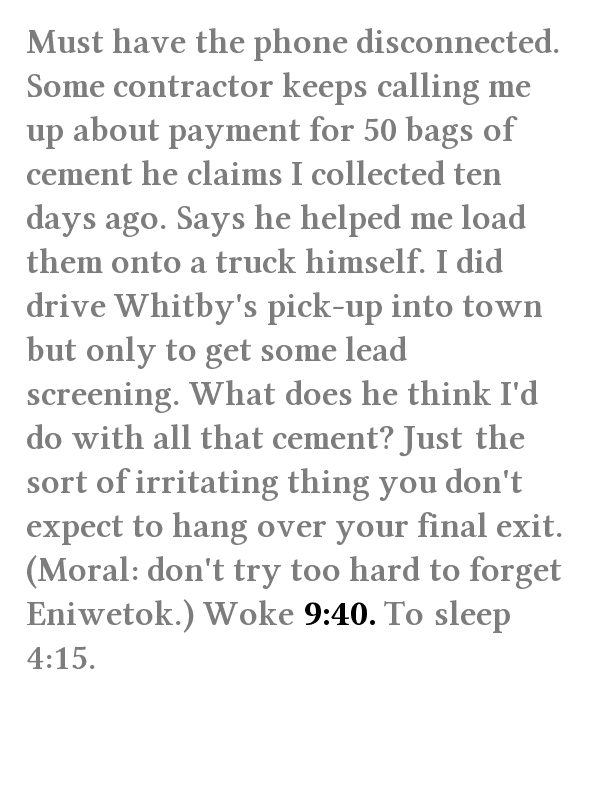 Must have the phone disconnected.
Some contractor keeps calling me
up about payment for 50 bags of
cement he claims I collected ten
days ago. Says he helped me load
them onto a truck himself. I did
drive Whitby's pick-up into town
but only to get some lead
screening. What does he think I'd
do with all that cement? Just the
sort of irritating thing you don't
expect to hang over your final exit.
(Moral: don't try too hard to forget
Eniwetok.) Woke 9:40. To sleep
4:15.